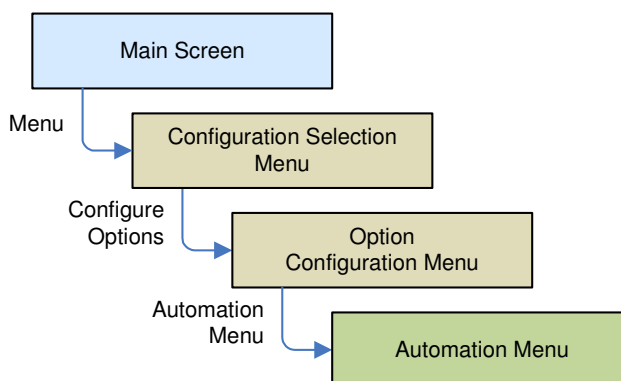 Main Screen
Menu
Configuration Selection
Menu
Configure
Options
Option
Configuration Menu
Automation
Menu
Automation Menu